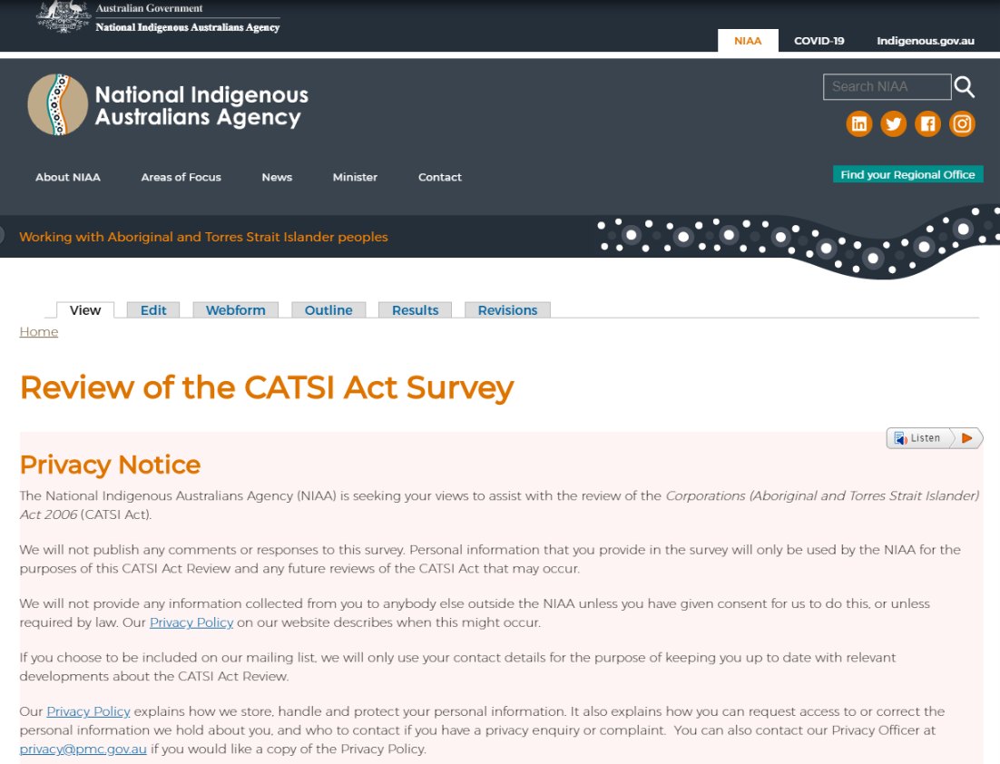 Australian Government
National Indigenous Australians Agency
NIAA COVID-19 Indigenous.gov.au
National Indigenous
Australians Agency
Search NIAA
About NIAA Areas of Focus News Minister Contact
Find your Regional Office
Working with Aboriginal and Torres Strait Islander peoples
View Edit Webform Outline Results Revisions
Home
Review of the CATSI Act Survey
Listen
Privacy Notice
The National Indigenous Australians Agency (NIAA) is seeking your views to assist with the review of the Corporations (Aboriginal and Torres Strait Islander)
Act 2006 (CATSI Act).
We will not publish any comments or responses to this survey. Personal information that you provide in the survey will only be used by the NIAA for the
purposes of this CATSI Act Review and any future reviews of the CATSI Act that may occur.
We will not provide any information collected from you to anybody else outside the NIAA unless you have given consent for us to do this, or unless
required by law. Our Privacy Policy on our website describes when this might occur.
If you choose to be included on our mailing list, we will only use your contact details for the purpose of keeping you up to date with relevant
developments about the CATSI Act Review.
Our Privacy Policy explains how we store, handle and protect your personal information. It also explains how you can request access to or correct the
personal information we hold about you, and who to contact if you have a privacy enquiry or complaint.  You can also contact our Privacy Officer at
privacy@pmc.gov.au if you would like a copy of the Privacy Policy.